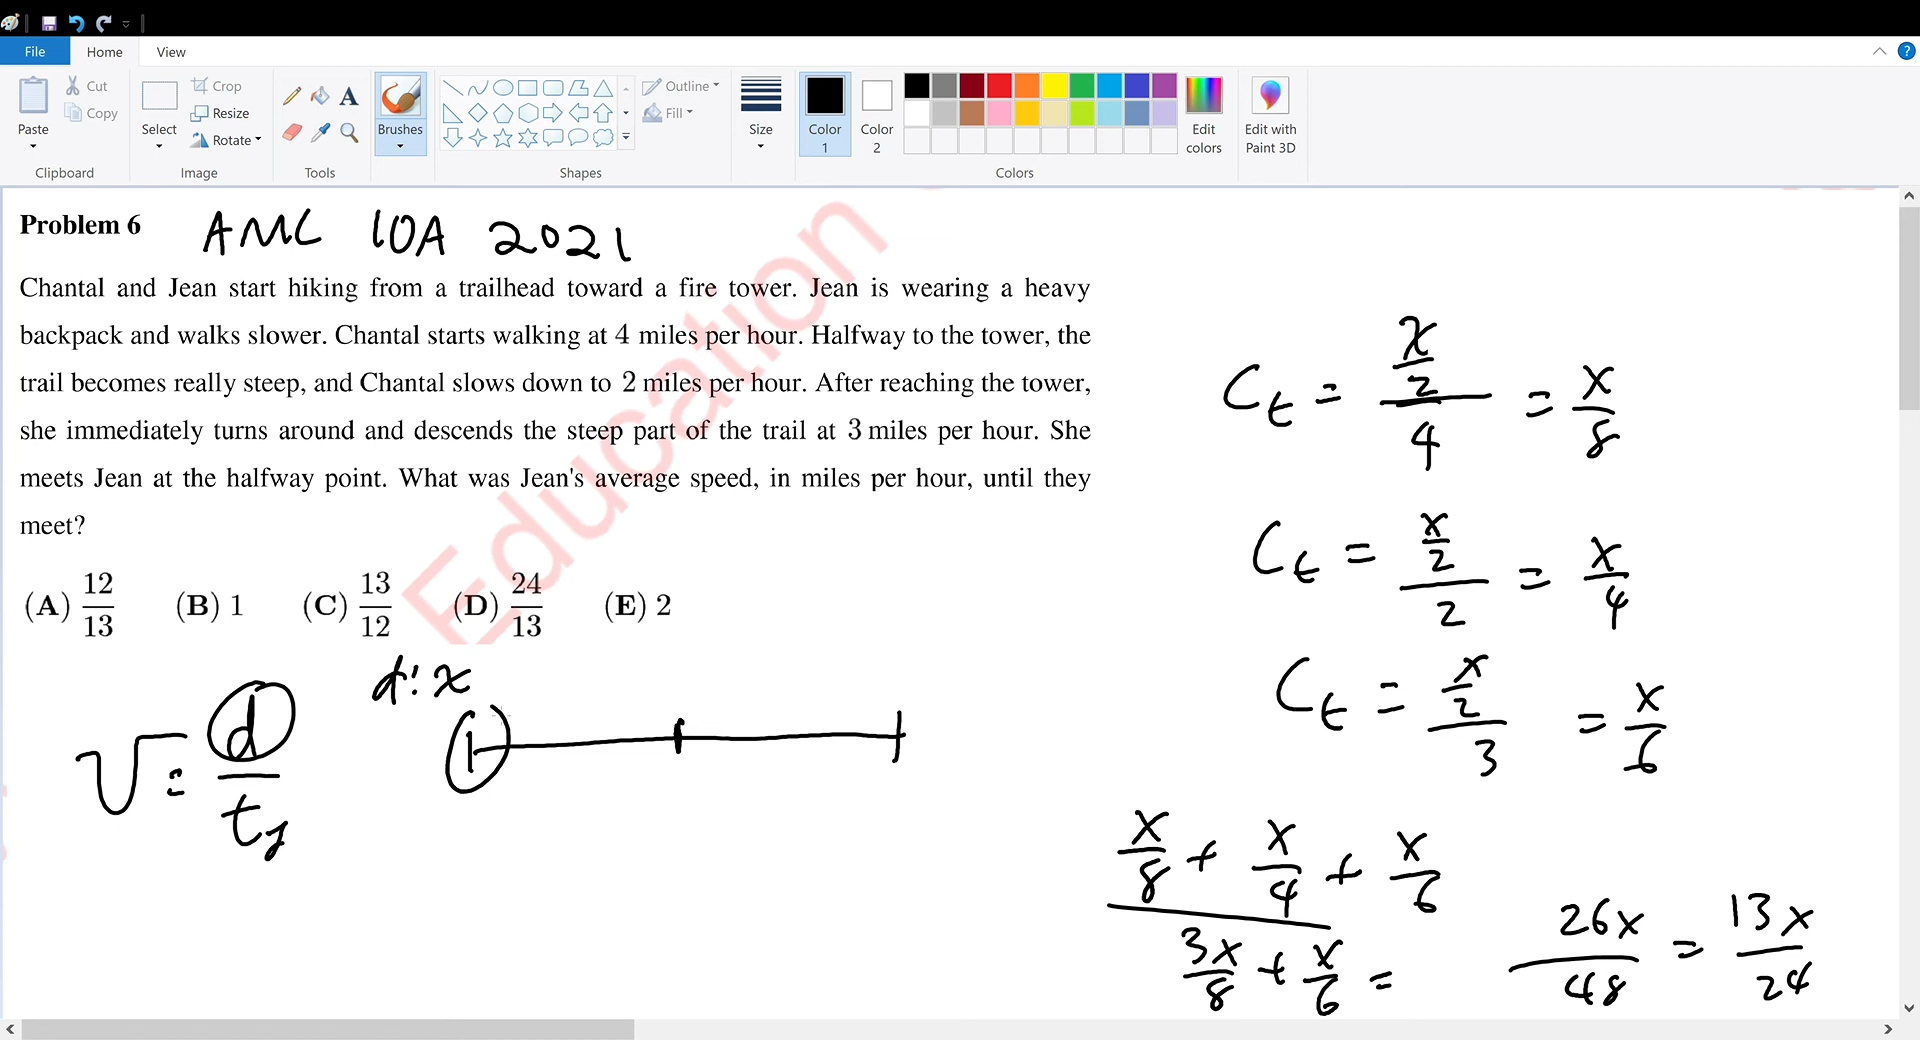 File Home View
Paste Cut Copy Clipboard
Select Crop Resize Rotate Image
A Tools
Brushes
Outline Fill Shapes
Size
Color 1 Color 2
Edit colors Edit with Paint 3D
Colors
Problem 6 AMC 10A 2021
Chantal and Jean start hiking from a trailhead toward a fire tower. Jean is wearing a heavy
backpack and walks slower. Chantal starts walking at 4 miles per hour. Halfway to the tower, the
trail becomes really steep, and Chantal slows down to 2 miles per hour. After reaching the tower,
she immediately turns around and descends the steep part of the trail at 3 miles per hour. She
meets Jean at the halfway point. What was Jean's average speed, in miles per hour, until they
meet?
(A) 12/13 (B) 1 (C) 13/12 (D) 24/13 (E) 2
Education
d: x
V = d/t
C_t = (x/2)/4 = x/8
C_t = (x/2)/2 = x/4
C_t = (x/2)/3 = x/6
x/8 + x/4 + x/6
3x/8 + x/6 = 26x/48 = 13x/24